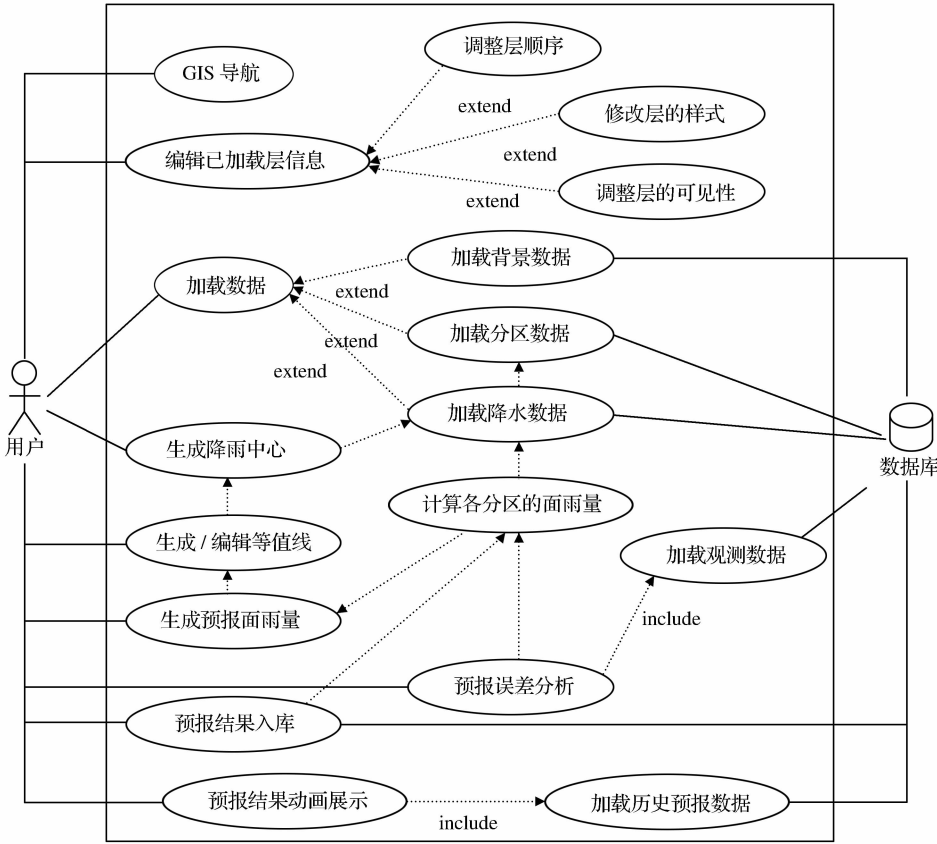 调整层顺序
GIS 导航
extend
修改层的样式
编辑已加载层信息
extend
调整层的可见性
extend
加载背景数据
加载数据
extend
加载分区数据
extend
extend
加载降水数据
用户
生成降雨中心
数据库
计算各分区的面雨量
生成 / 编辑等值线
加载观测数据
生成预报面雨量
include
预报误差分析
预报结果入库
预报结果动画展示
加载历史预报数据
include